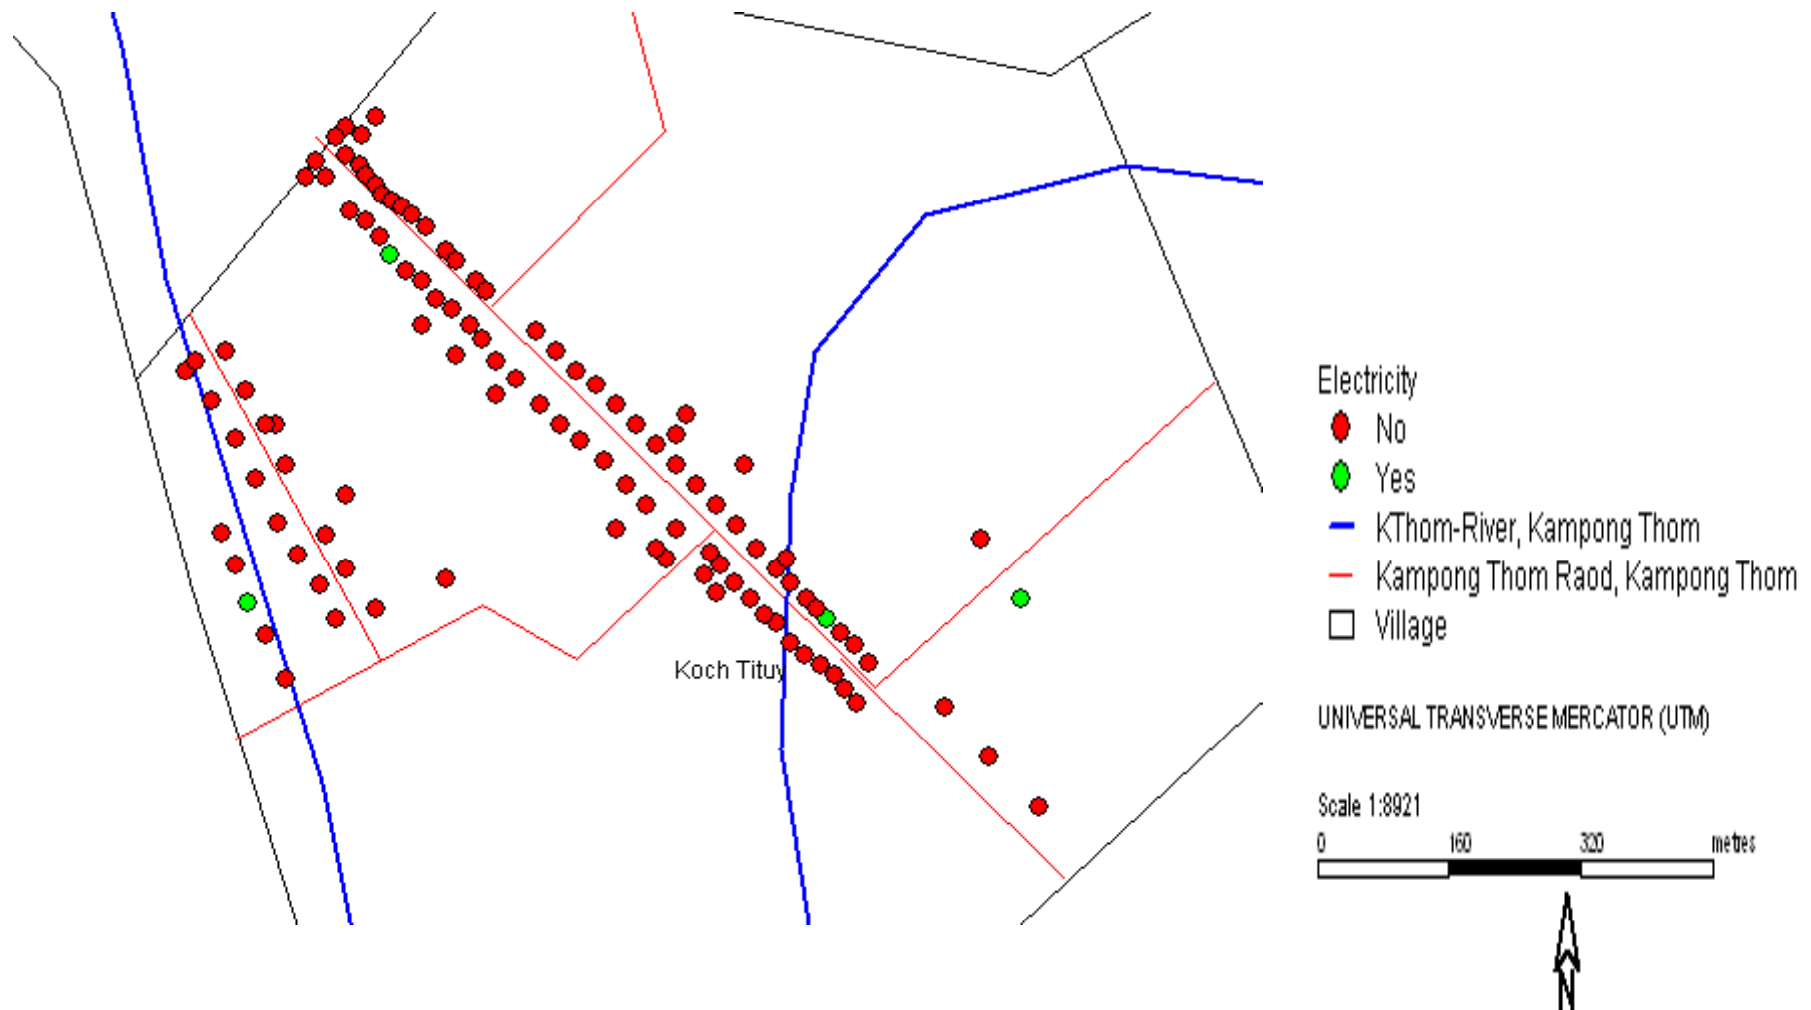 Koch Tituy
Electricity
No
Yes
KThom-River, Kampong Thom
Kampong Thom Raod, Kampong Thom
Village
UNIVERSAL TRANSVERSE MERCATOR (UTM)
Scale 1:8921
0 160 320 metres
N